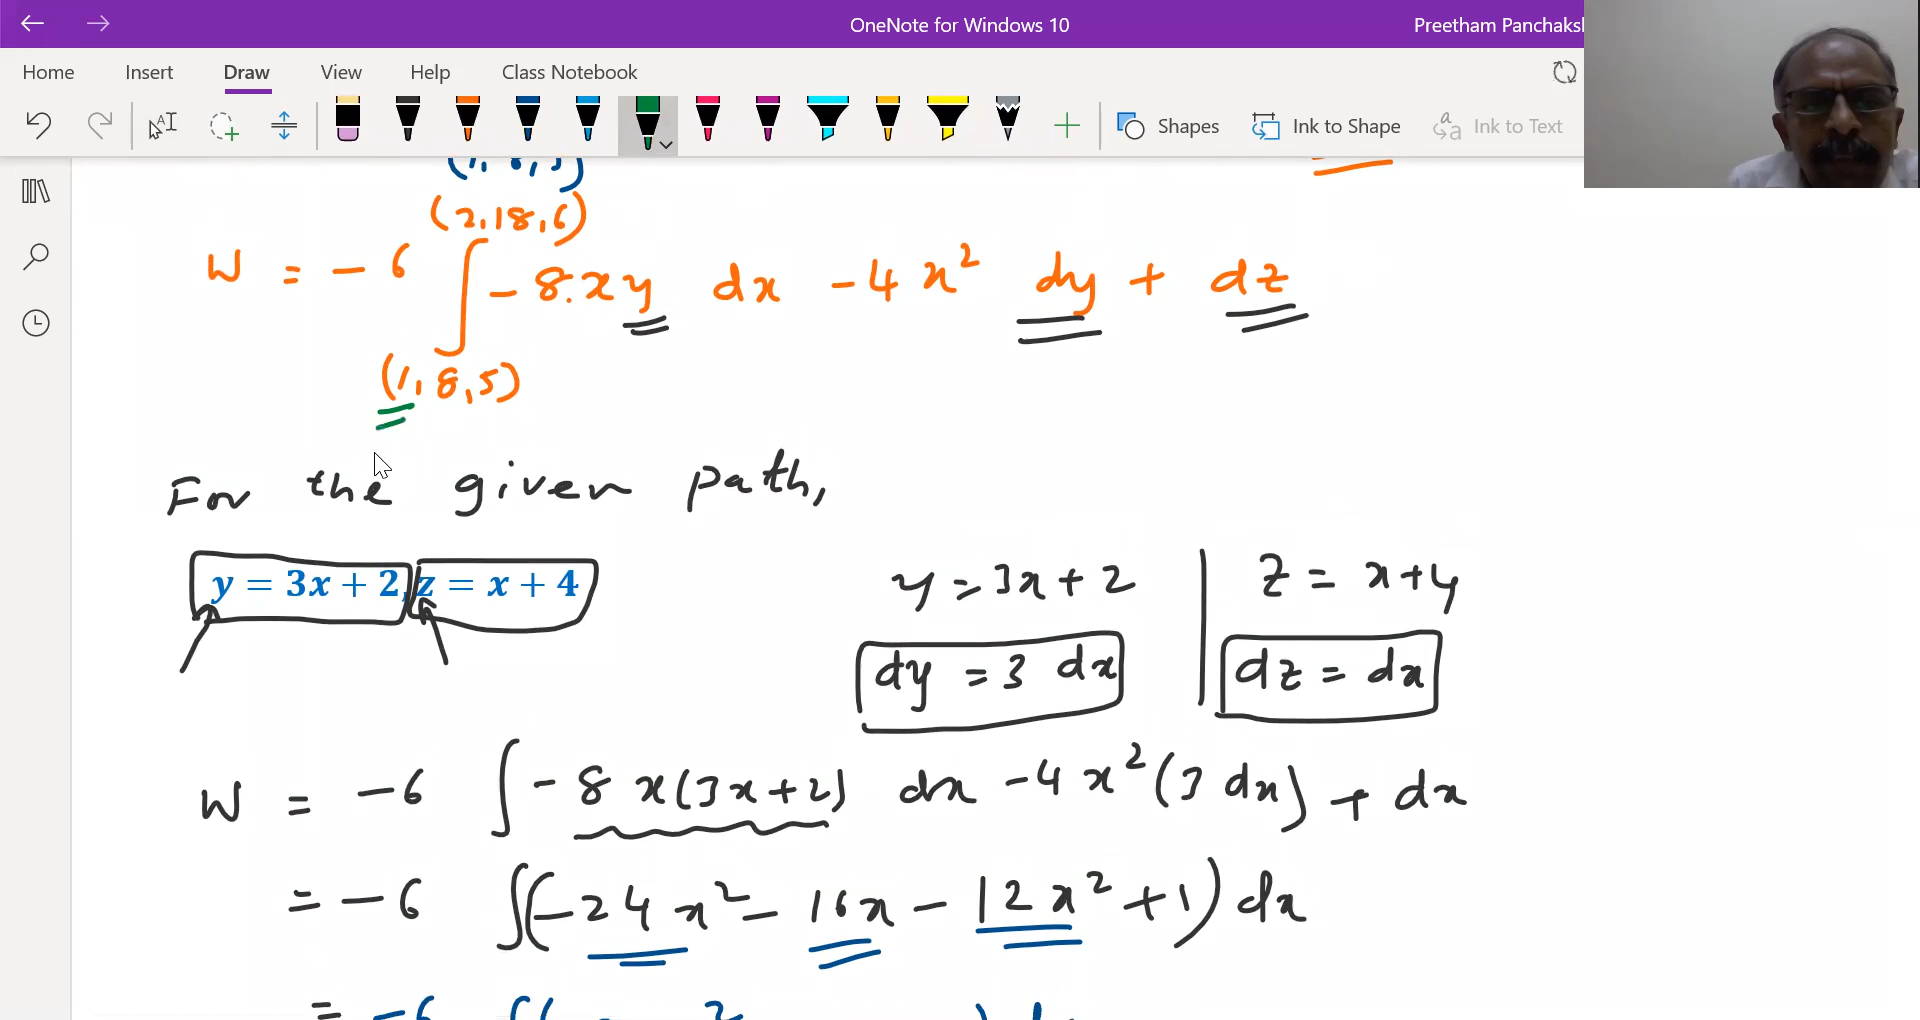 OneNote for Windows 10
Preetham Panchaks
Home Insert Draw View Help Class Notebook
Shapes Ink to Shape Ink to Text
(2,18,6)
W = -6 ∫ -8.xy dx -4x² dy + dz
(1,8,5)
For the given path,
y = 3x + 2, z = x + 4
y = 3x + 2 | z = x+4
dy = 3 dx | dz = dx
W = -6 ∫ -8 x(3x+2) dx -4x²(3 dx) + dx
= -6 ∫(-24x² - 16x - 12x² +1) dx
= -6 ∫(